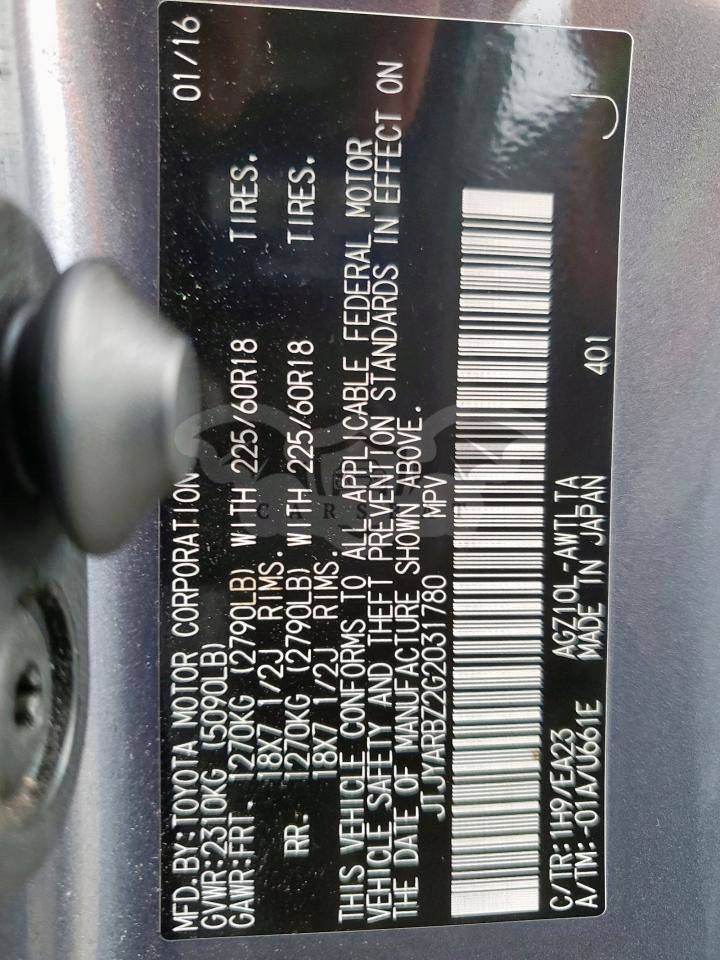 MFD.BY:TOYOTA MOTOR CORPORATION 01/16
GVWR:2310KG (5090LB)
GAWR:FRT. 1270KG (2790LB) WITH 225/60R18 TIRES.
18X7 1/2J RIMS.
RR. 1270KG (2790LB) WITH 225/60R18 TIRES.
18X7 1/2J RIMS.
THIS VEHICLE CONFORMS TO ALL APPLICABLE FEDERAL MOTOR
VEHICLE SAFETY AND THEFT PREVENTION STANDARDS IN EFFECT ON
THE DATE OF MANUFACTURE SHOWN ABOVE.
JTJYARBZ2G2031780 MPV
C/TR:1H9/EA23 AGZ10L-AWTLTA 401
A/TM:-01A/U661E MADE IN JAPAN J